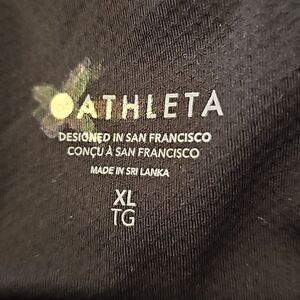 ATHLETA
DESIGNED IN SAN FRANCISCO
CONÇU À SAN FRANCISCO
MADE IN SRI LANKA
XL
TG